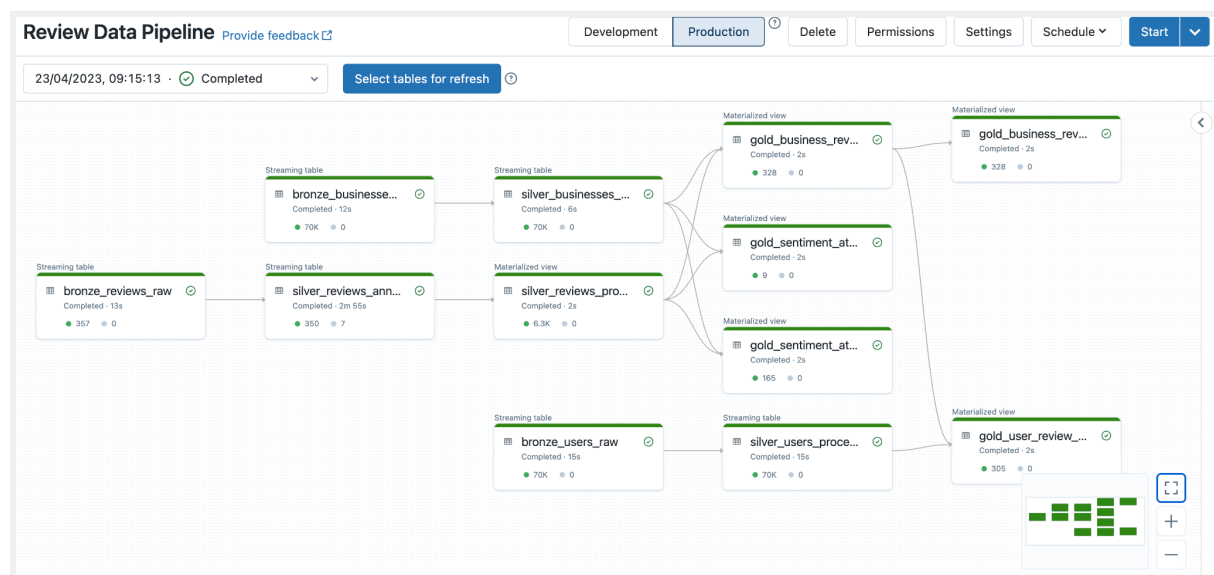 Review Data Pipeline Provide feedback
Development Production Delete Permissions Settings Schedule Start
23/04/2023, 09:15:13 · Completed
Select tables for refresh
Streaming table
bronze_reviews_raw
Completed · 13s
357 0
Streaming table
bronze_businesse...
Completed · 12s
70K 0
Streaming table
silver_reviews_ann...
Completed · 2m 55s
350 7
Streaming table
silver_businesses_...
Completed · 6s
70K 0
Materialized view
silver_reviews_pro...
Completed · 2s
6.3K 0
Streaming table
bronze_users_raw
Completed · 15s
70K 0
Materialized view
gold_business_rev...
Completed · 2s
328 0
Materialized view
gold_sentiment_at...
Completed · 2s
9 0
Materialized view
gold_sentiment_at...
Completed · 2s
165 0
Streaming table
silver_users_proce...
Completed · 15s
70K 0
Materialized view
gold_business_rev...
Completed · 2s
328 0
Materialized view
gold_user_review_...
Completed · 2s
305 0